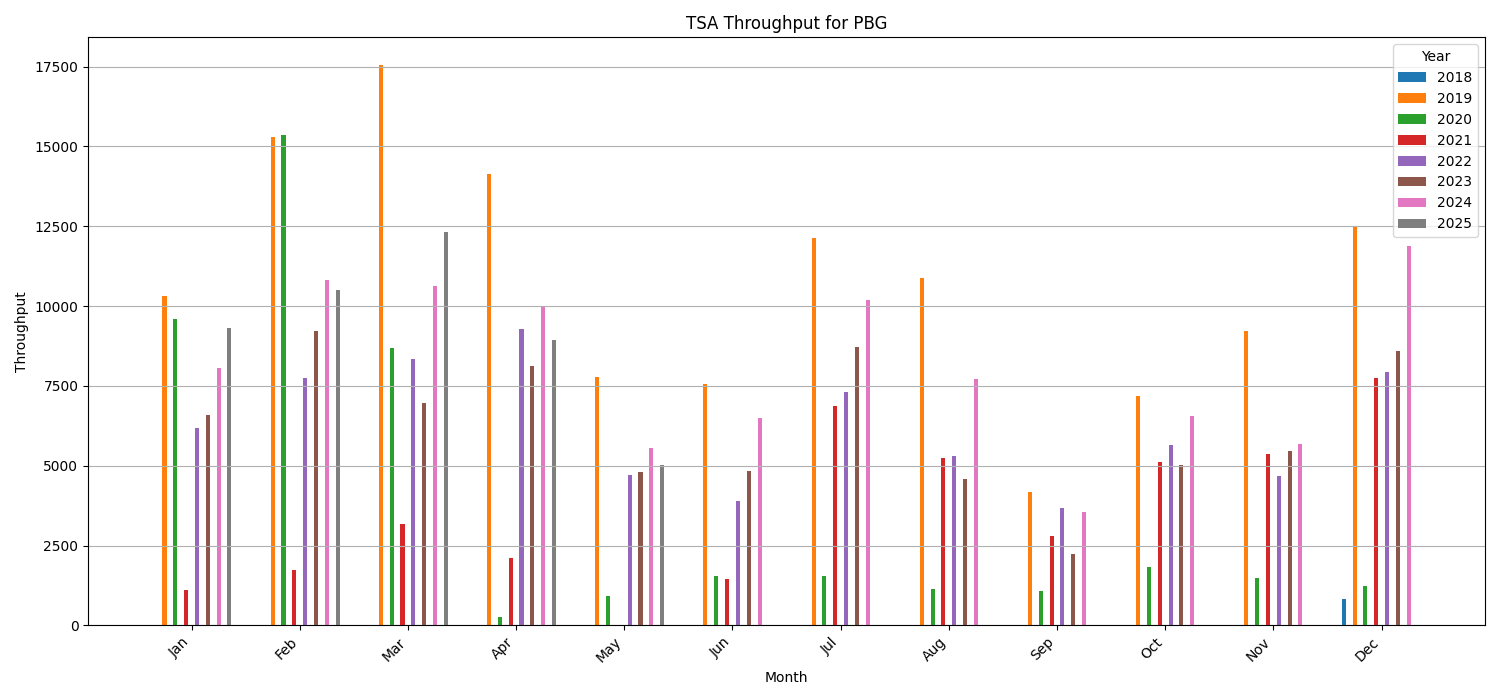 TSA Throughput for PBG
Throughput
17500
15000
12500
10000
7500
5000
2500
0
Year
2018
2019
2020
2021
2022
2023
2024
2025
Jan
Feb
Mar
Apr
May
Jun
Jul
Aug
Sep
Oct
Nov
Dec
Month